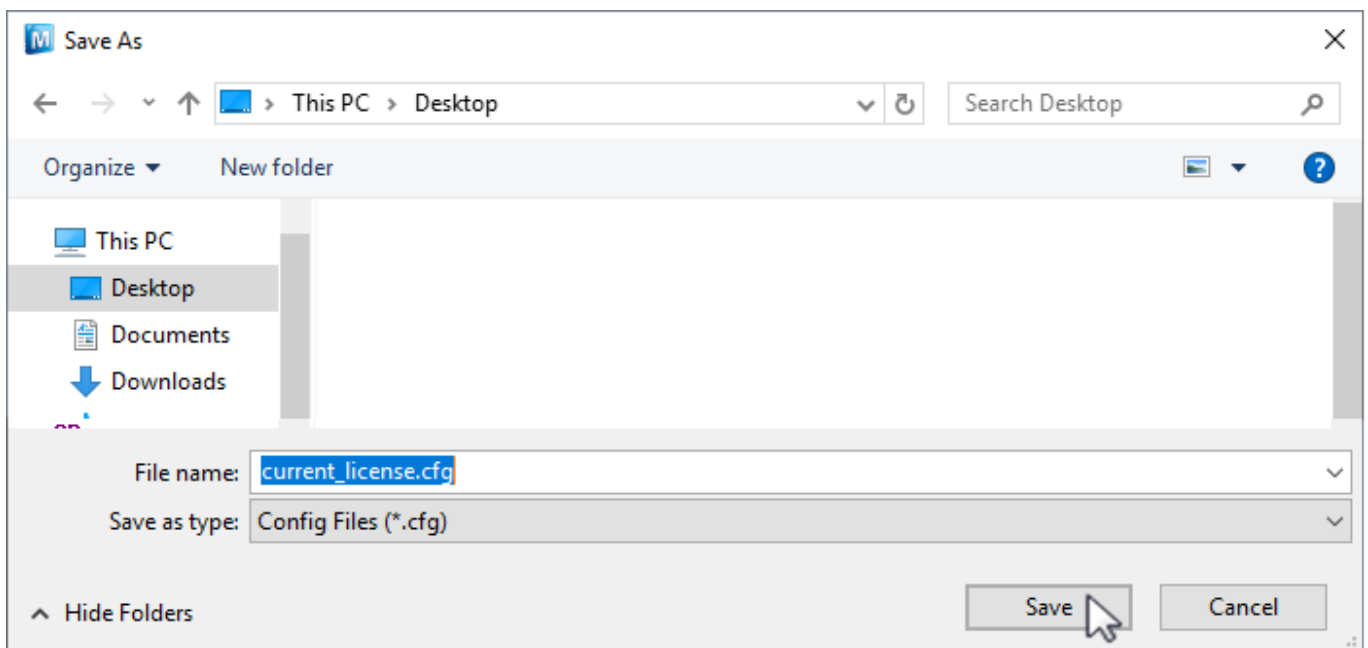 M Save As
This PC > Desktop
Search Desktop
Organize
New folder
?
This PC
Desktop
Documents
Downloads
File name: current_license.cfg
Save as type: Config Files (*.cfg)
Hide Folders
Save
Cancel